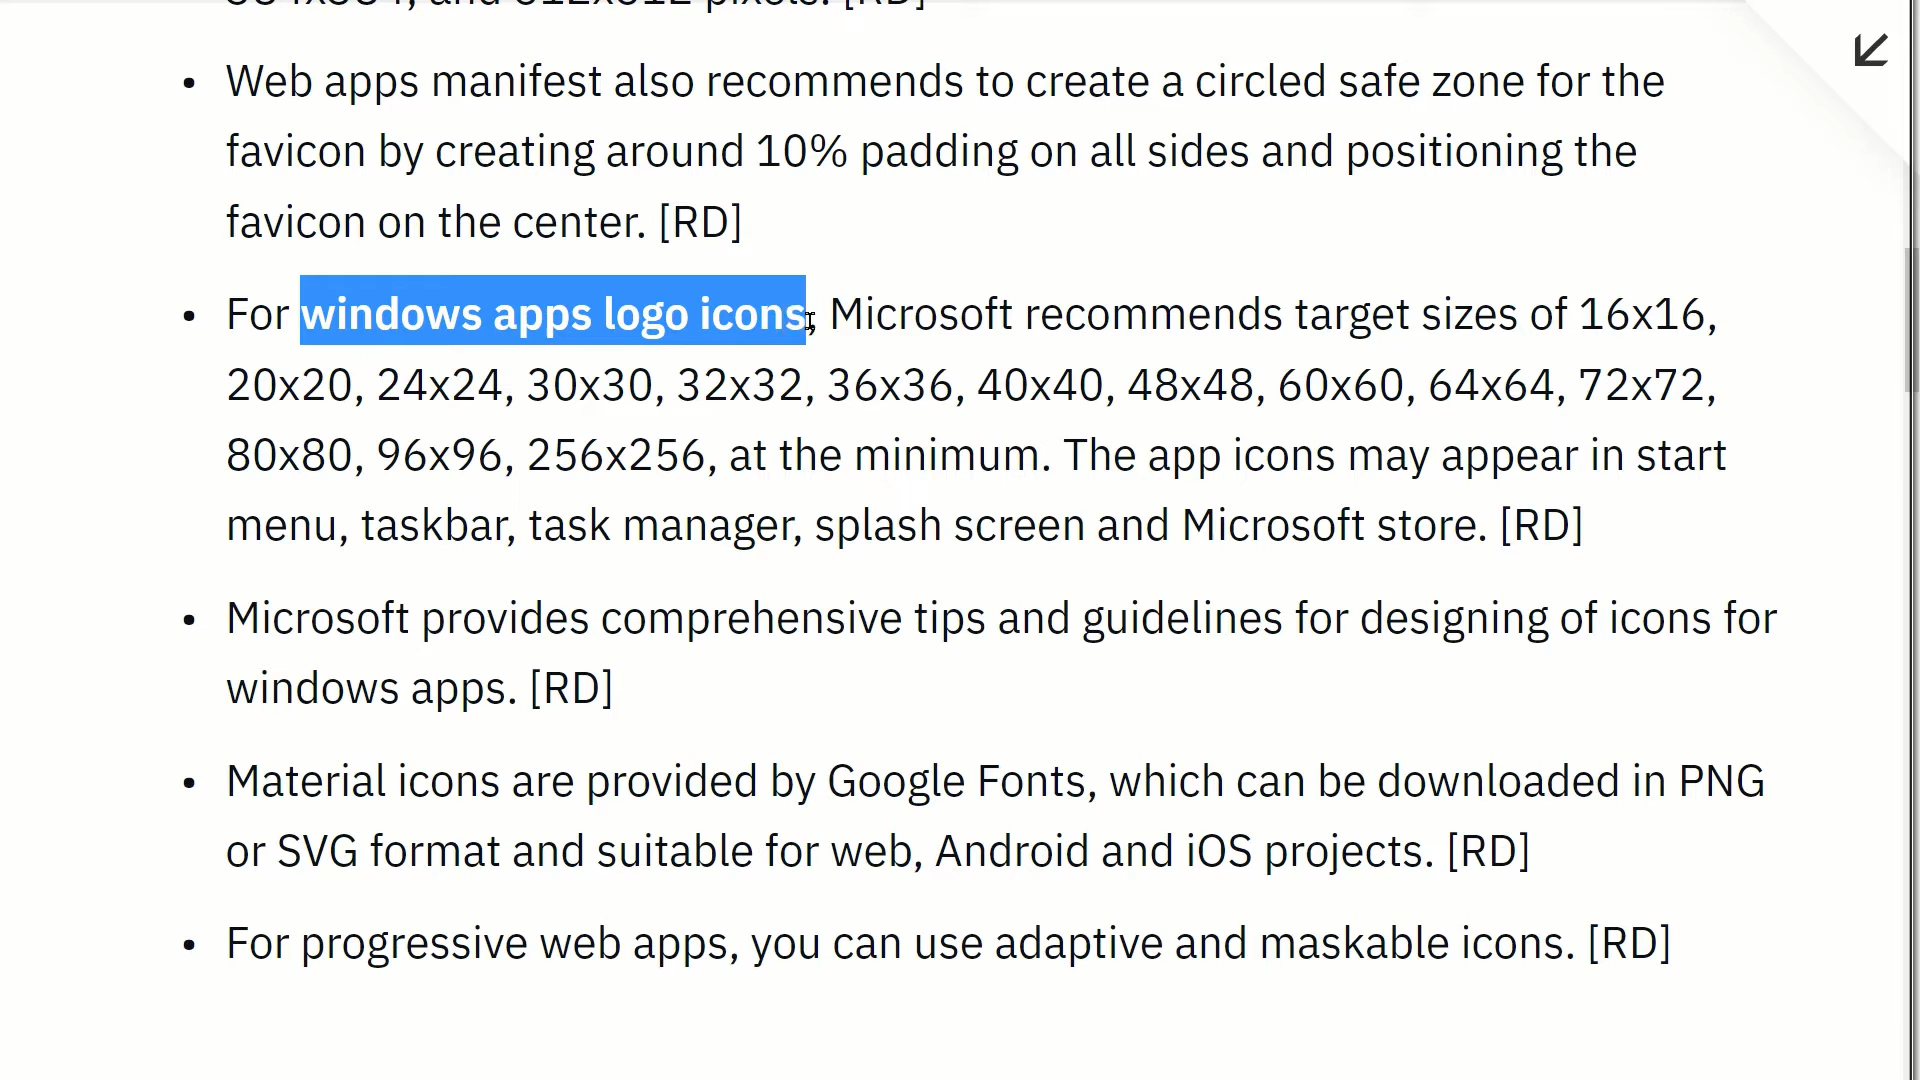 • Web apps manifest also recommends to create a circled safe zone for the
favicon by creating around 10% padding on all sides and positioning the
favicon on the center. [RD]
• For windows apps logo icons, Microsoft recommends target sizes of 16x16,
20x20, 24x24, 30x30, 32x32, 36x36, 40x40, 48x48, 60x60, 64x64, 72x72,
80x80, 96x96, 256x256, at the minimum. The app icons may appear in start
menu, taskbar, task manager, splash screen and Microsoft store. [RD]
• Microsoft provides comprehensive tips and guidelines for designing of icons for
windows apps. [RD]
• Material icons are provided by Google Fonts, which can be downloaded in PNG
or SVG format and suitable for web, Android and iOS projects. [RD]
• For progressive web apps, you can use adaptive and maskable icons. [RD]